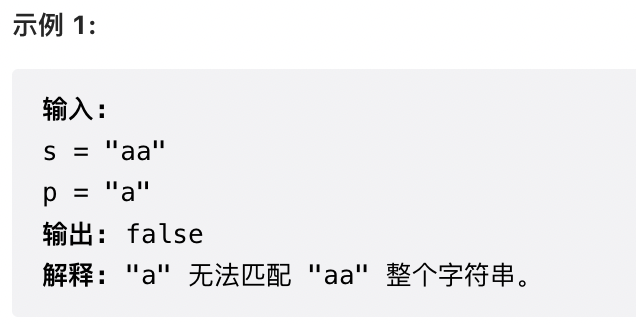 示例 1:
输入:
s = "aa"
p = "a"
输出: false
解释: "a" 无法匹配 "aa" 整个字符串。